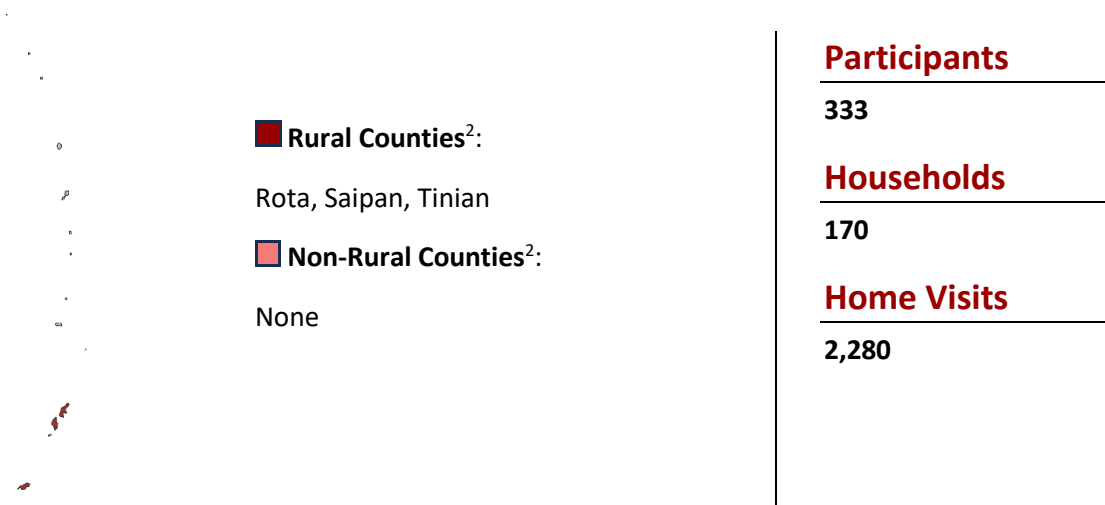 Rural Counties²:
Rota, Saipan, Tinian
Non-Rural Counties²:
None
Participants
333
Households
170
Home Visits
2,280